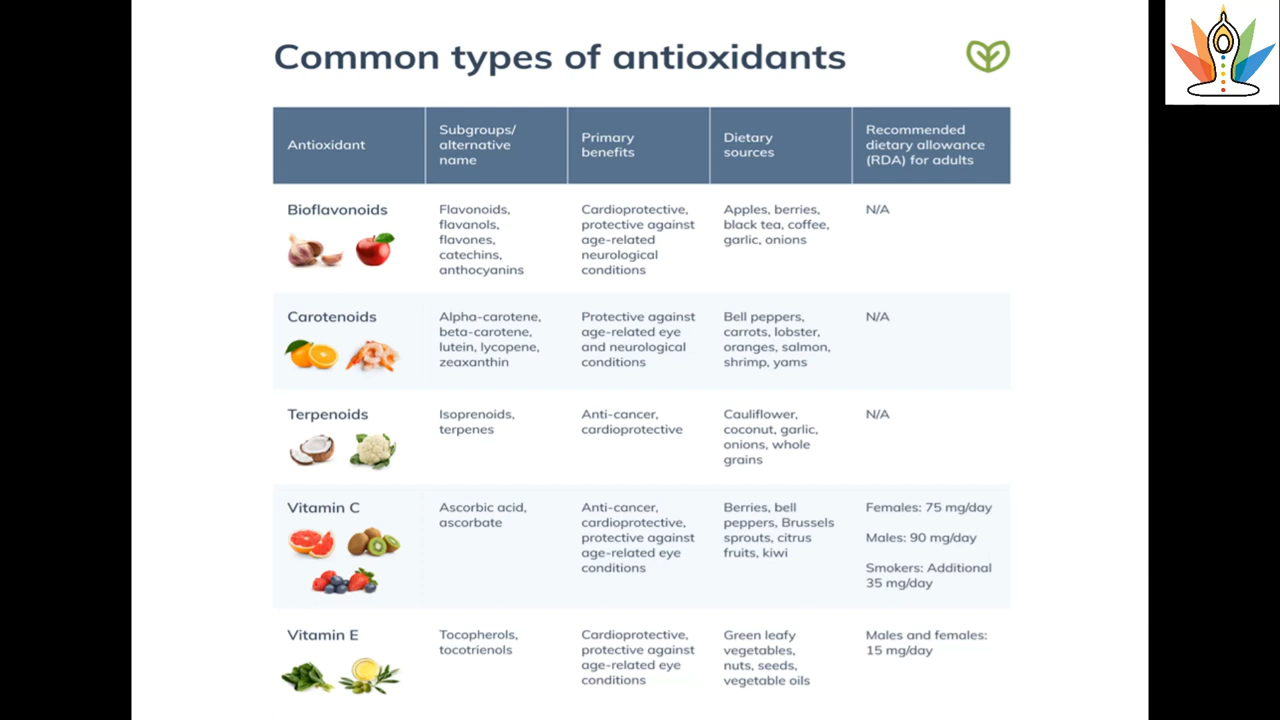 Common types of antioxidants
Antioxidant
Subgroups/
alternative
name
Primary
benefits
Dietary
sources
Recommended
dietary allowance
(RDA) for adults
Bioflavonoids
Flavonoids,
flavanols,
flavones,
catechins,
anthocyanins
Cardioprotective,
protective against
age-related
neurological
conditions
Apples, berries,
black tea, coffee,
garlic, onions
N/A
Carotenoids
Alpha-carotene,
beta-carotene,
lutein, lycopene,
zeaxanthin
Protective against
age-related eye
and neurological
conditions
Bell peppers,
carrots, lobster,
oranges, salmon,
shrimp, yams
N/A
Terpenoids
Isoprenoids,
terpenes
Anti-cancer,
cardioprotective
Cauliflower,
coconut, garlic,
onions, whole
grains
N/A
Vitamin C
Ascorbic acid,
ascorbate
Anti-cancer,
cardioprotective,
protective against
age-related eye
conditions
Berries, bell
peppers, Brussels
sprouts, citrus
fruits, kiwi
Females: 75 mg/day
Males: 90 mg/day
Smokers: Additional
35 mg/day
Vitamin E
Tocopherols,
tocotrienols
Cardioprotective,
protective against
age-related eye
conditions
Green leafy
vegetables,
nuts, seeds,
vegetable oils
Males and females:
15 mg/day